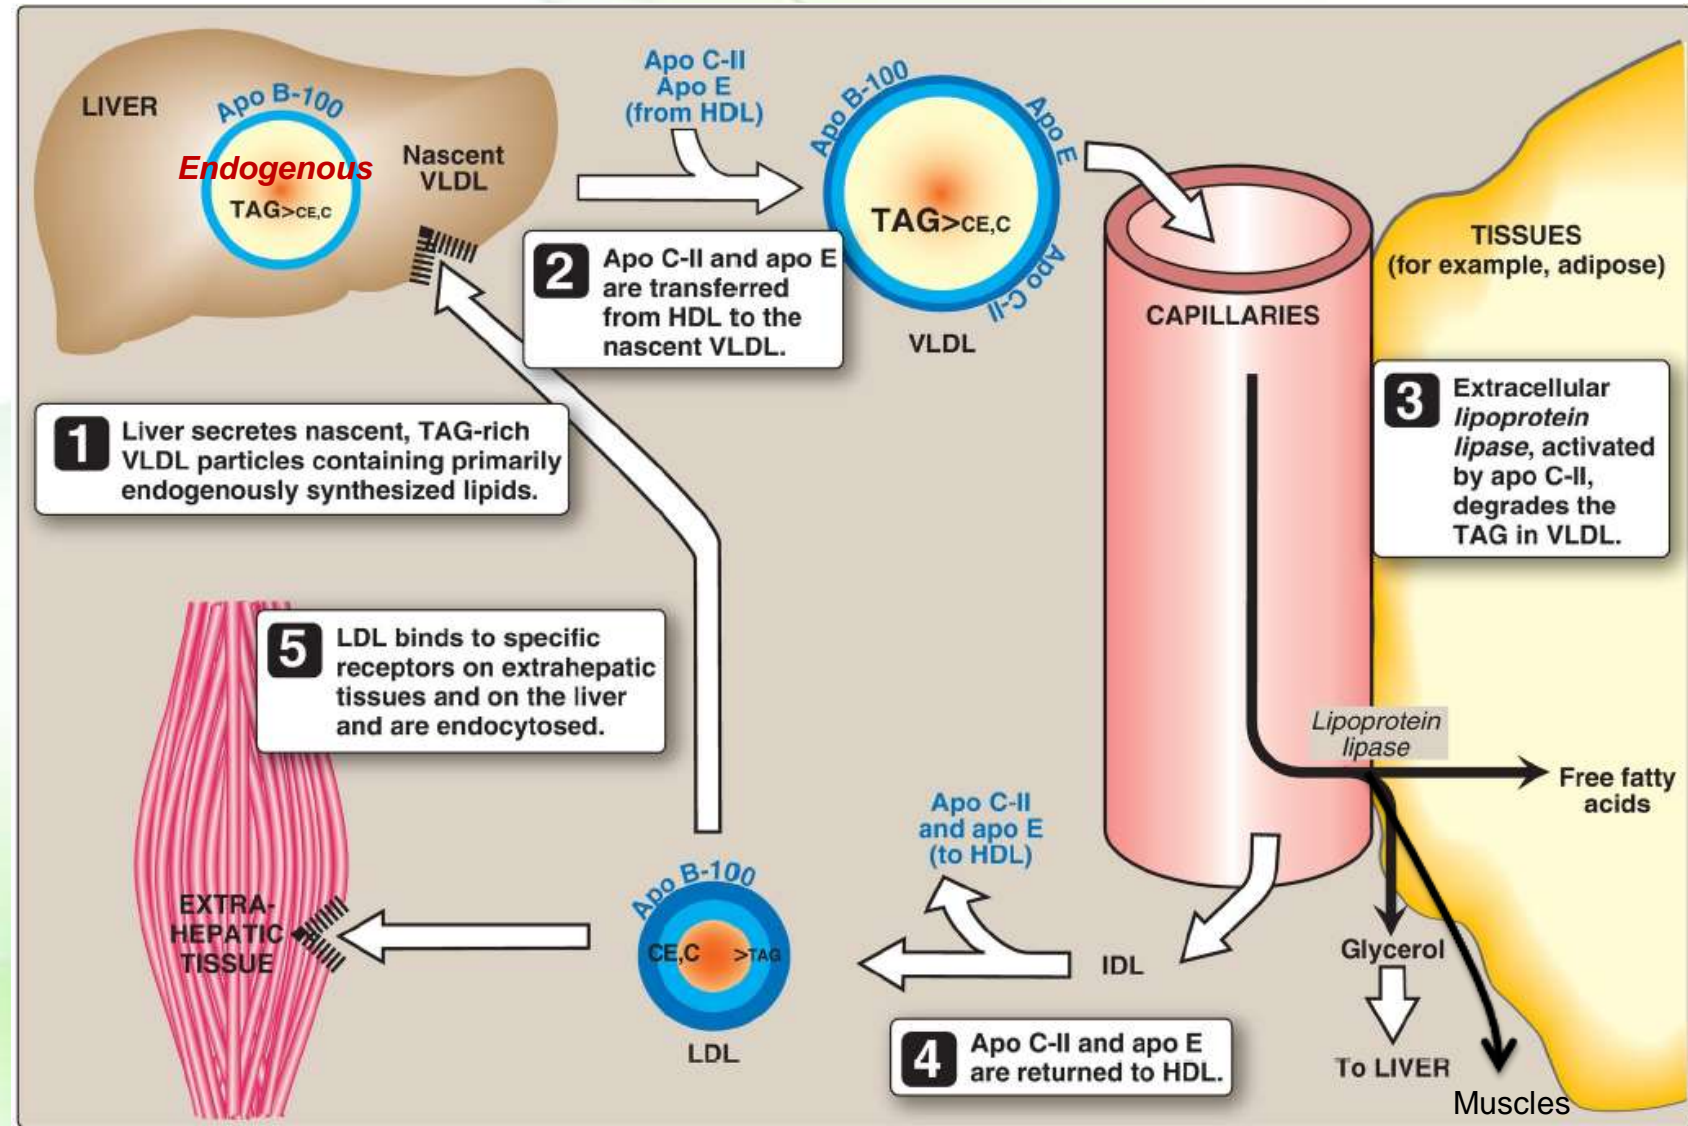 LIVER
Apo B-100
Endogenous
TAG>CE,C
Nascent
VLDL
Apo C-II
Apo E
(from HDL)
Apo B-100
Apo E
Apo C-II
TAG>CE,C
VLDL
2 Apo C-II and apo E
are transferred
from HDL to the
nascent VLDL.
CAPILLARIES
TISSUES
(for example, adipose)
1 Liver secretes nascent, TAG-rich
VLDL particles containing primarily
endogenously synthesized lipids.
3 Extracellular
lipoprotein
lipase, activated
by apo C-II,
degrades the
TAG in VLDL.
5 LDL binds to specific
receptors on extrahepatic
tissues and on the liver
and are endocytosed.
Lipoprotein
lipase
Free fatty
acids
Apo C-II
and apo E
(to HDL)
Apo B-100
CE,C >TAG
LDL
EXTRA-
HEPATIC
TISSUE
IDL
Glycerol
4 Apo C-II and apo E
are returned to HDL.
To LIVER
Muscles